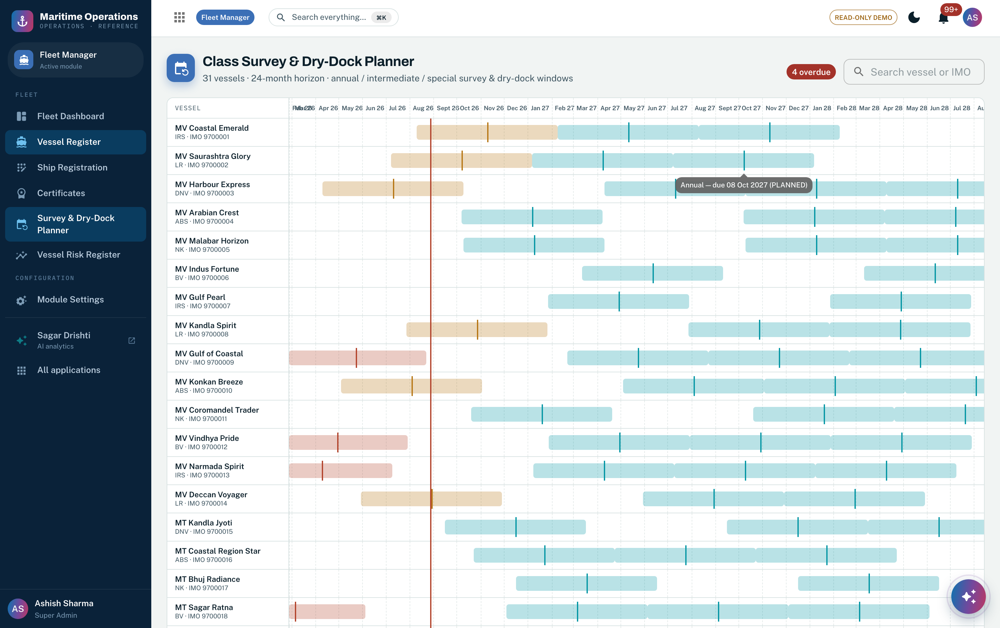 Maritime Operations
OPERATIONS · REFERENCE
Fleet Manager
Active module
FLEET
Fleet Dashboard
Vessel Register
Ship Registration
Certificates
Survey & Dry-Dock
Planner
Vessel Risk Register
CONFIGURATION
Module Settings
Sagar Drishti
AI analytics
All applications
AS
Ashish Sharma
Super Admin
Fleet Manager
Search everything...
⌘K
READ-ONLY DEMO
99+
AS
Class Survey & Dry-Dock Planner
31 vessels · 24-month horizon · annual / intermediate / special survey & dry-dock windows
4 overdue
Search vessel or IMO
VESSEL Feb 26 Mar 26 Apr 26 May 26 Jun 26 Jul 26 Aug 26 Sept 26 Oct 26 Nov 26 Dec 26 Jan 27 Feb 27 Mar 27 Apr 27 May 27 Jun 27 Jul 27 Aug 27 Sept 27 Oct 27 Nov 27 Dec 27 Jan 28 Feb 28 Mar 28 Apr 28 May 28 Jun 28 Jul 28 Au
MV Coastal Emerald
IRS · IMO 9700001
MV Saurashtra Glory
LR · IMO 9700002
MV Harbour Express
DNV · IMO 9700003
Annual — due 08 Oct 2027 (PLANNED)
MV Arabian Crest
ABS · IMO 9700004
MV Malabar Horizon
NK · IMO 9700005
MV Indus Fortune
BV · IMO 9700006
MV Gulf Pearl
IRS · IMO 9700007
MV Kandla Spirit
LR · IMO 9700008
MV Gulf of Coastal
DNV · IMO 9700009
MV Konkan Breeze
ABS · IMO 9700010
MV Coromandel Trader
NK · IMO 9700011
MV Vindhya Pride
BV · IMO 9700012
MV Narmada Spirit
IRS · IMO 9700013
MV Deccan Voyager
LR · IMO 9700014
MT Kandla Jyoti
DNV · IMO 9700015
MT Coastal Region Star
ABS · IMO 9700016
MT Bhuj Radiance
NK · IMO 9700017
MT Sagar Ratna
BV · IMO 9700018